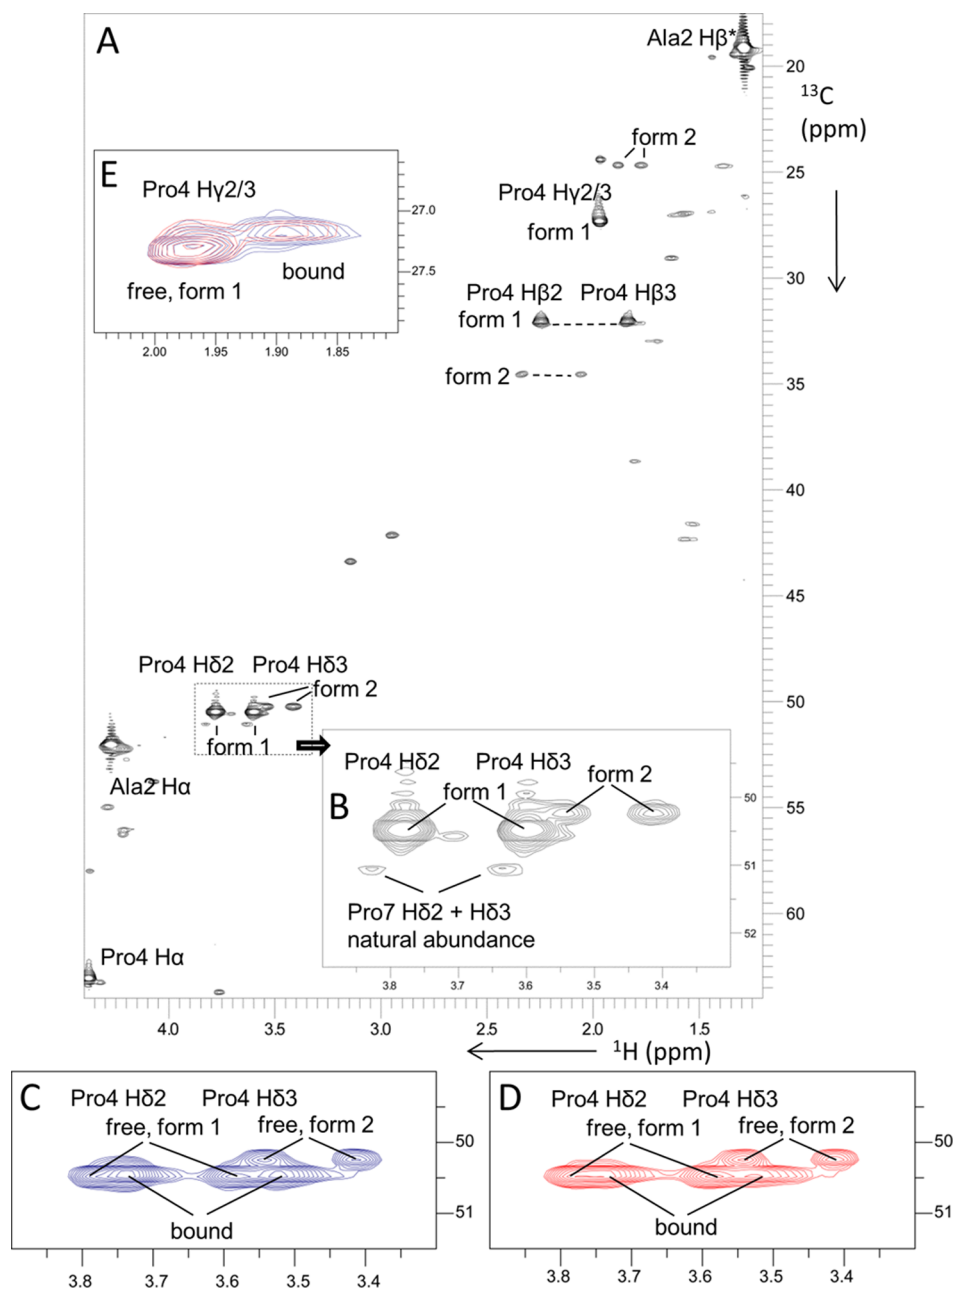 A
Ala2 Hβ*
20
¹³C
(ppm)
form 2
25
E
Pro4 Hγ2/3
27.0
bound
27.5
free, form 1
2.00 1.95 1.90 1.85
Pro4 Hγ2/3
form 1
30
Pro4 Hβ2 Pro4 Hβ3
form 1
form 2
35
40
45
Pro4 Hδ2 Pro4 Hδ3
form 2
50
form 1
Ala2 Hα
55
B
Pro4 Hδ2 Pro4 Hδ3
form 1
form 2
50
51
Pro7 Hδ2 + Hδ3
natural abundance
52
3.8 3.7 3.6 3.5 3.4
60
Pro4 Hα
4.0 3.5 3.0 2.5 2.0 1.5
¹H (ppm)
C
Pro4 Hδ2 Pro4 Hδ3
free, form 1 free, form 2
50
bound
51
3.8 3.7 3.6 3.5 3.4
D
Pro4 Hδ2 Pro4 Hδ3
free, form 1 free, form 2
50
bound
51
3.8 3.7 3.6 3.5 3.4